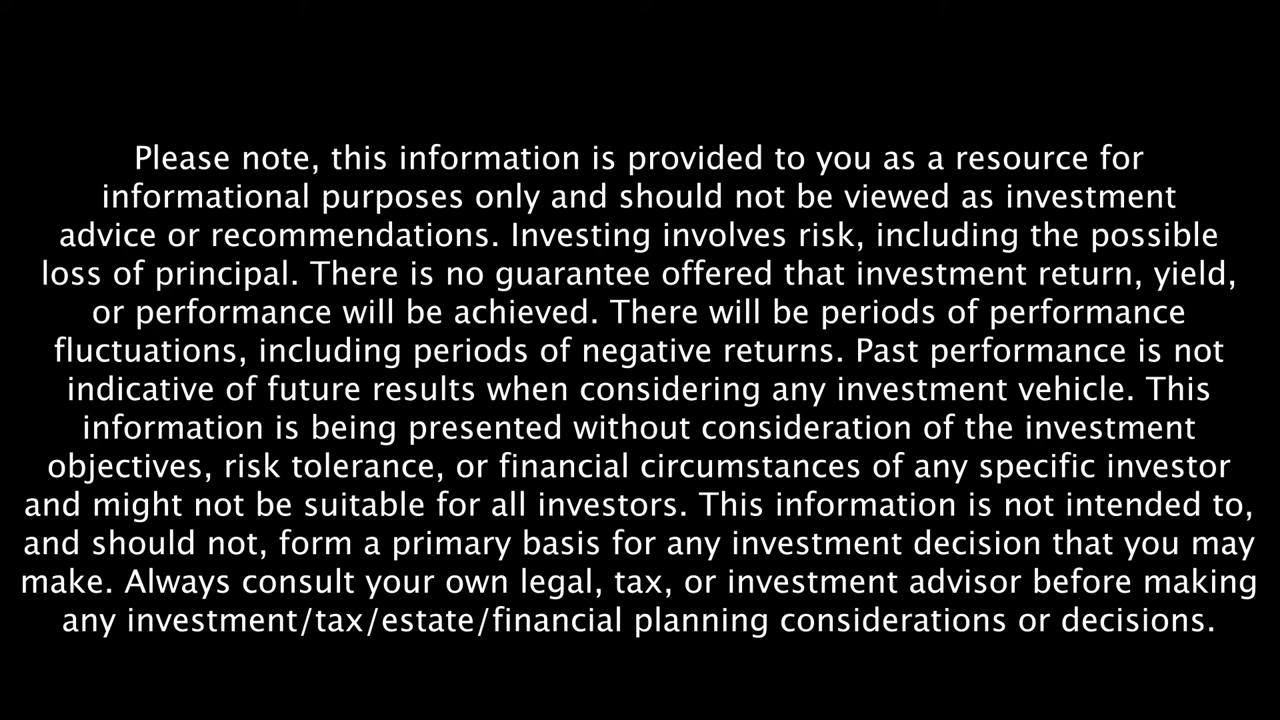 Please note, this information is provided to you as a resource for
informational purposes only and should not be viewed as investment
advice or recommendations. Investing involves risk, including the possible
loss of principal. There is no guarantee offered that investment return, yield,
or performance will be achieved. There will be periods of performance
fluctuations, including periods of negative returns. Past performance is not
indicative of future results when considering any investment vehicle. This
information is being presented without consideration of the investment
objectives, risk tolerance, or financial circumstances of any specific investor
and might not be suitable for all investors. This information is not intended to,
and should not, form a primary basis for any investment decision that you may
make. Always consult your own legal, tax, or investment advisor before making
any investment/tax/estate/financial planning considerations or decisions.